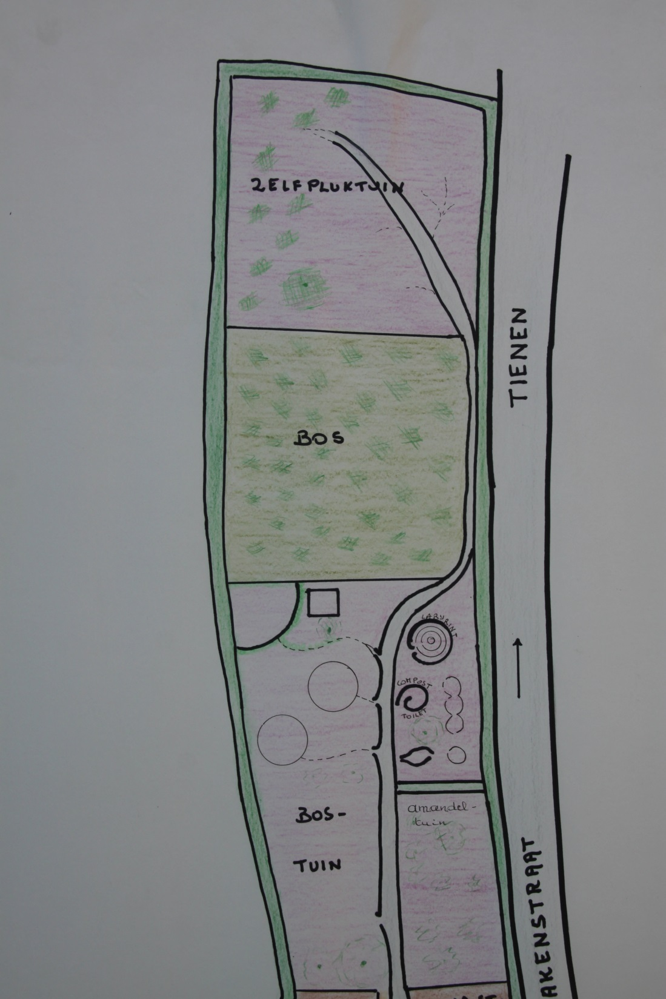 ZELFPLUKTUIN
TIENEN
BOS
LABYRINT
COMPOST
TOILET
BOS-
TUIN
amandel-
tuin
AKENSTRAAT